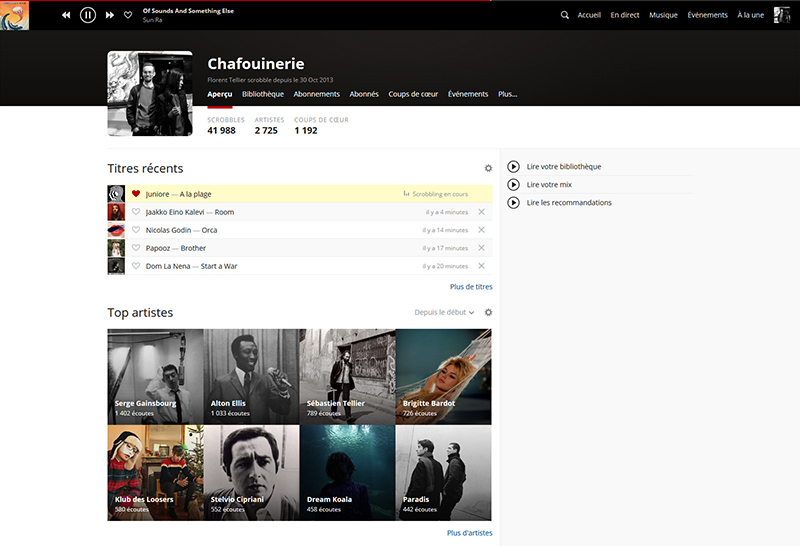 Of Sounds And Something Else
Sun Ra
Accueil En direct Musique Événements À la une
Chafouinerie
Florent Tellier scrobble depuis le 30 Oct 2013
Aperçu Bibliothèque Abonnements Abonnés Coups de cœur Événements Plus...
SCROBBLES ARTISTES COUPS DE CŒUR
41 988 2 725 1 192
Titres récents
Juniore — A la plage Scrobbling en cours
Jaakko Eino Kalevi — Room il y a 4 minutes
Nicolas Godin — Orca il y a 14 minutes
Papooz — Brother il y a 17 minutes
Dom La Nena — Start a War il y a 20 minutes
Plus de titres
Lire votre bibliothèque
Lire votre mix
Lire les recommandations
Top artistes Depuis le début
Serge Gainsbourg
1 402 écoutes
Alton Ellis
1 033 écoutes
Sébastien Tellier
789 écoutes
Brigitte Bardot
726 écoutes
Klub des Loosers
580 écoutes
Stelvio Cipriani
552 écoutes
Dream Koala
458 écoutes
Paradis
442 écoutes
Plus d'artistes